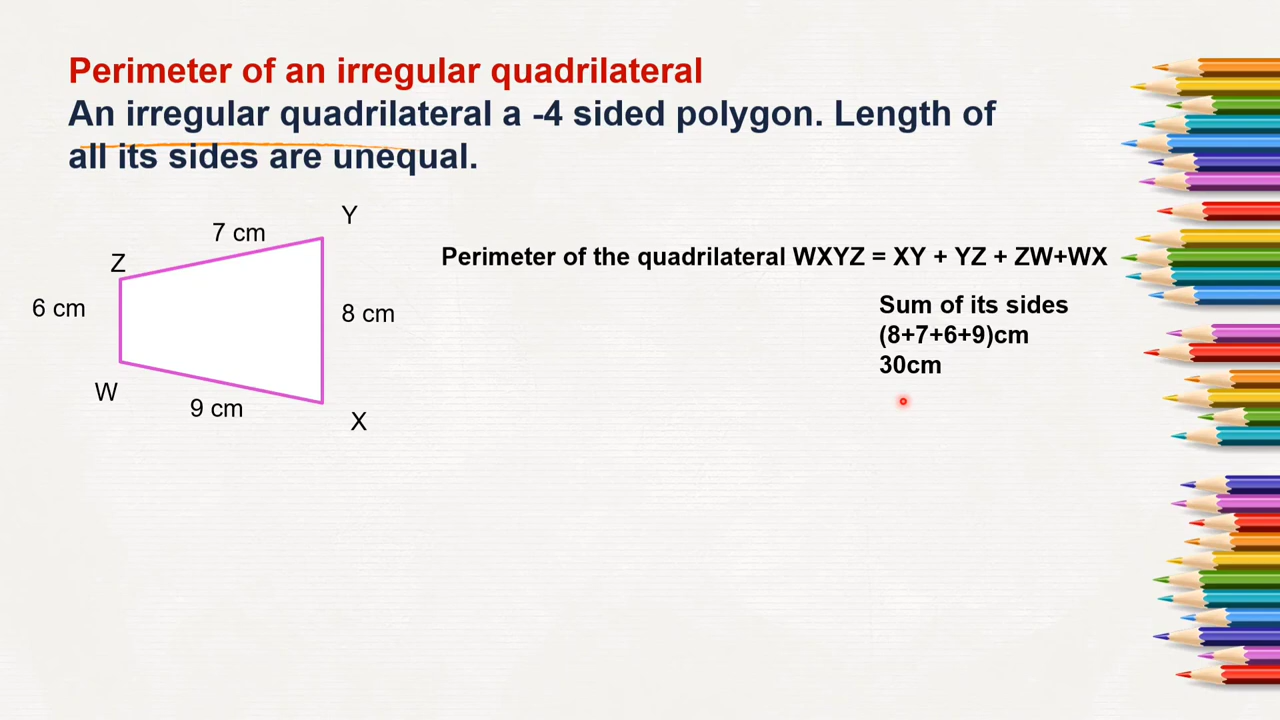 Perimeter of an irregular quadrilateral
An irregular quadrilateral a -4 sided polygon. Length of
all its sides are unequal.
Y
7 cm
Z
6 cm
8 cm
W
9 cm
X
Perimeter of the quadrilateral WXYZ = XY + YZ + ZW+WX
Sum of its sides
(8+7+6+9)cm
30cm